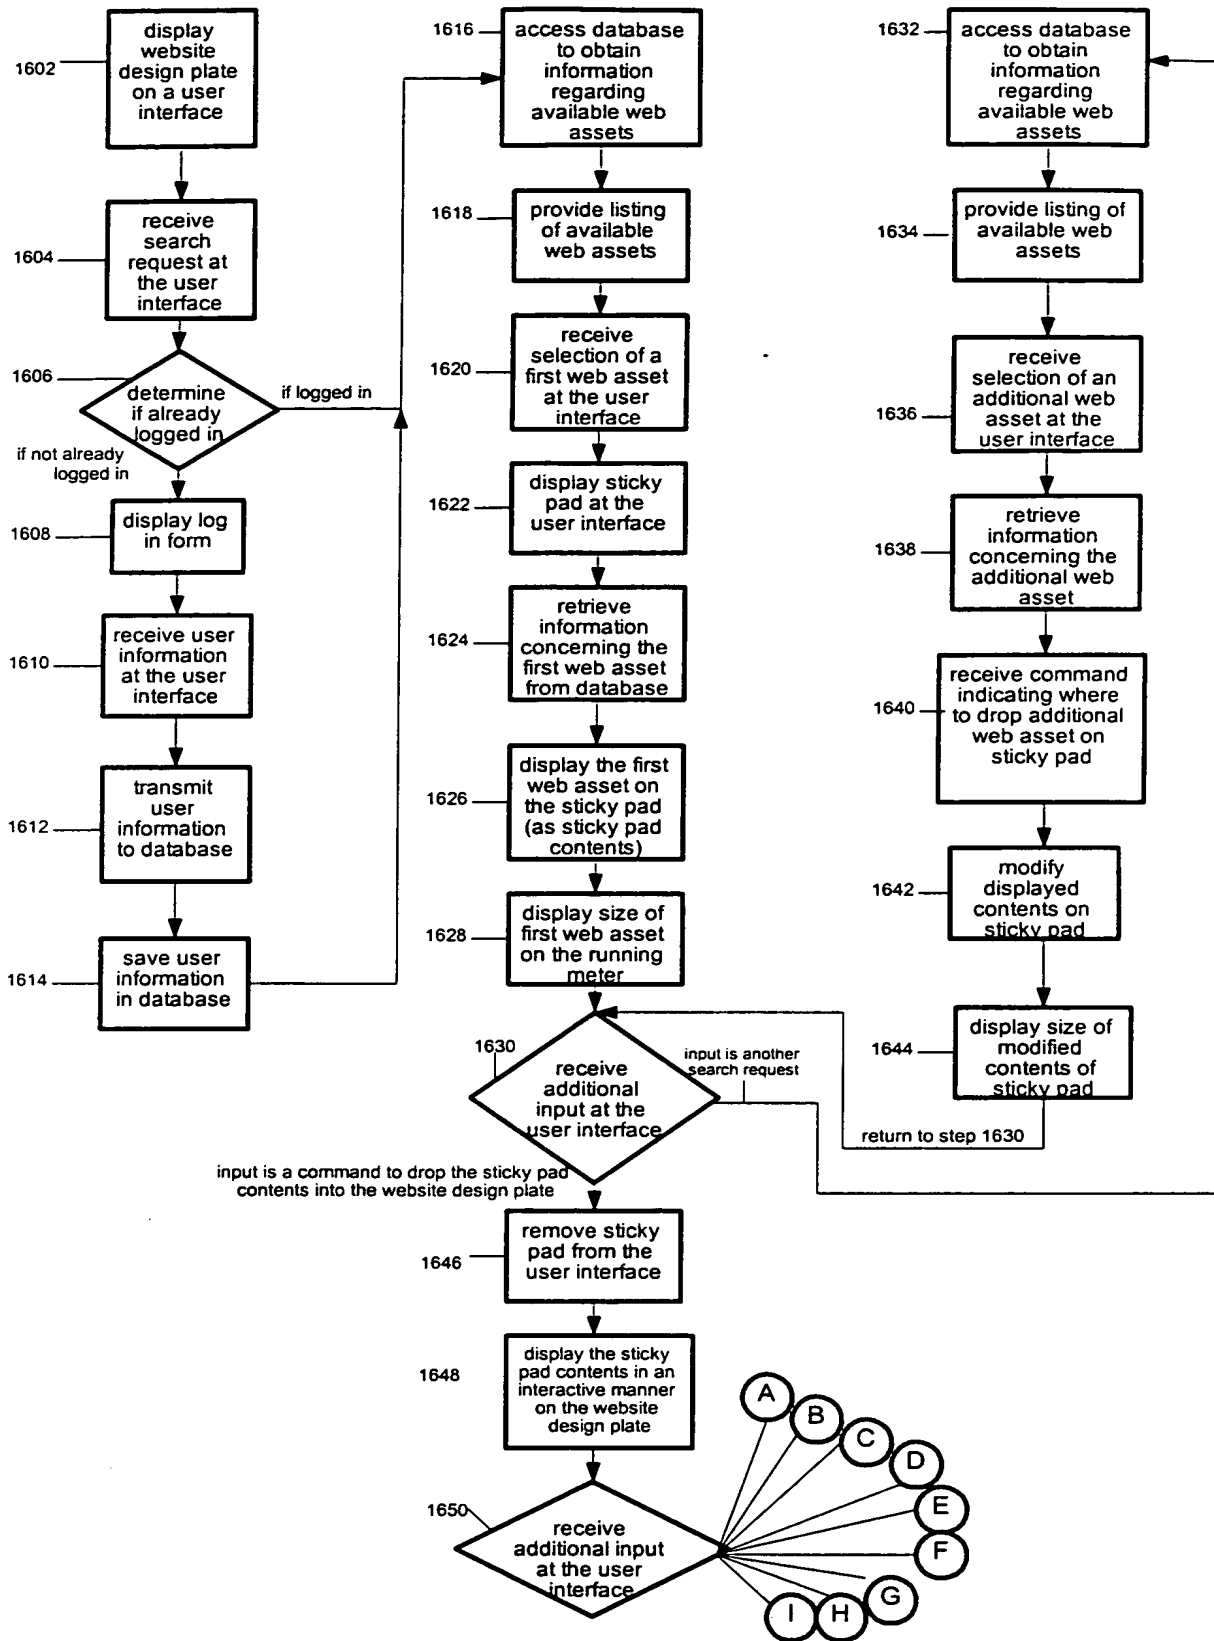 1602
display
website
design plate
on a user
interface
1604
receive
search
request at
the user
interface
1606
determine
if already
logged in
if logged in
if not already
logged in
1608
display log
in form
1610
receive user
information
at the user
interface
1612
transmit
user
information
to database
1614
save user
information
in database
1616
access database
to obtain
information
regarding
available web
assets
1618
provide listing
of available
web assets
1620
receive
selection of a
first web asset
at the user
interface
1622
display sticky
pad at the
user interface
1624
retrieve
information
concerning the
first web asset
from database
1626
display the first
web asset on
the sticky pad
(as sticky pad
contents)
1628
display size of
first web asset
on the running
meter
1630
receive
additional
input at the
user interface
input is another
search request
input is a command to drop the sticky pad
contents into the website design plate
1632
access database
to obtain
information
regarding
available web
assets
1634
provide listing of
available web
assets
1636
receive
selection of an
additional web
asset at the
user interface
1638
retrieve
information
concerning the
additional web
asset
1640
receive command
indicating where
to drop additional
web asset on
sticky pad
1642
modify
displayed
contents on
sticky pad
1644
display size of
modified
contents of
sticky pad
return to step 1630
1646
remove sticky
pad from the
user interface
1648
display the sticky
pad contents in an
interactive manner
on the website
design plate
1650
receive
additional input
at the user
interface
A
B
C
D
E
F
G
H
I